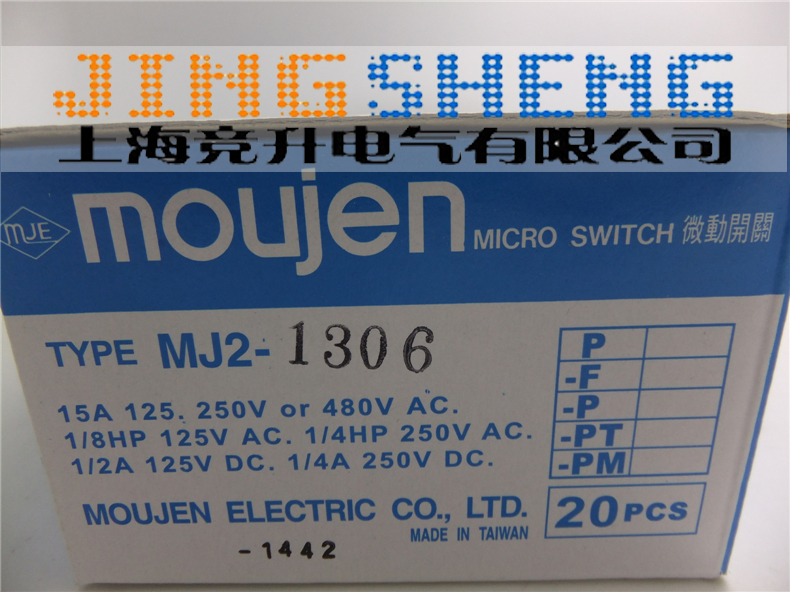 JINGSHENG
上海竞升电气有限公司
MJE moujen MICRO SWITCH 微動開關
TYPE MJ2-1306
15A 125. 250V or 480V AC.
1/8HP 125V AC. 1/4HP 250V AC.
1/2A 125V DC. 1/4A 250V DC.
P
-F
-P
-PT
-PM
MOUJEN ELECTRIC CO., LTD.
20PCS
MADE IN TAIWAN
-1442